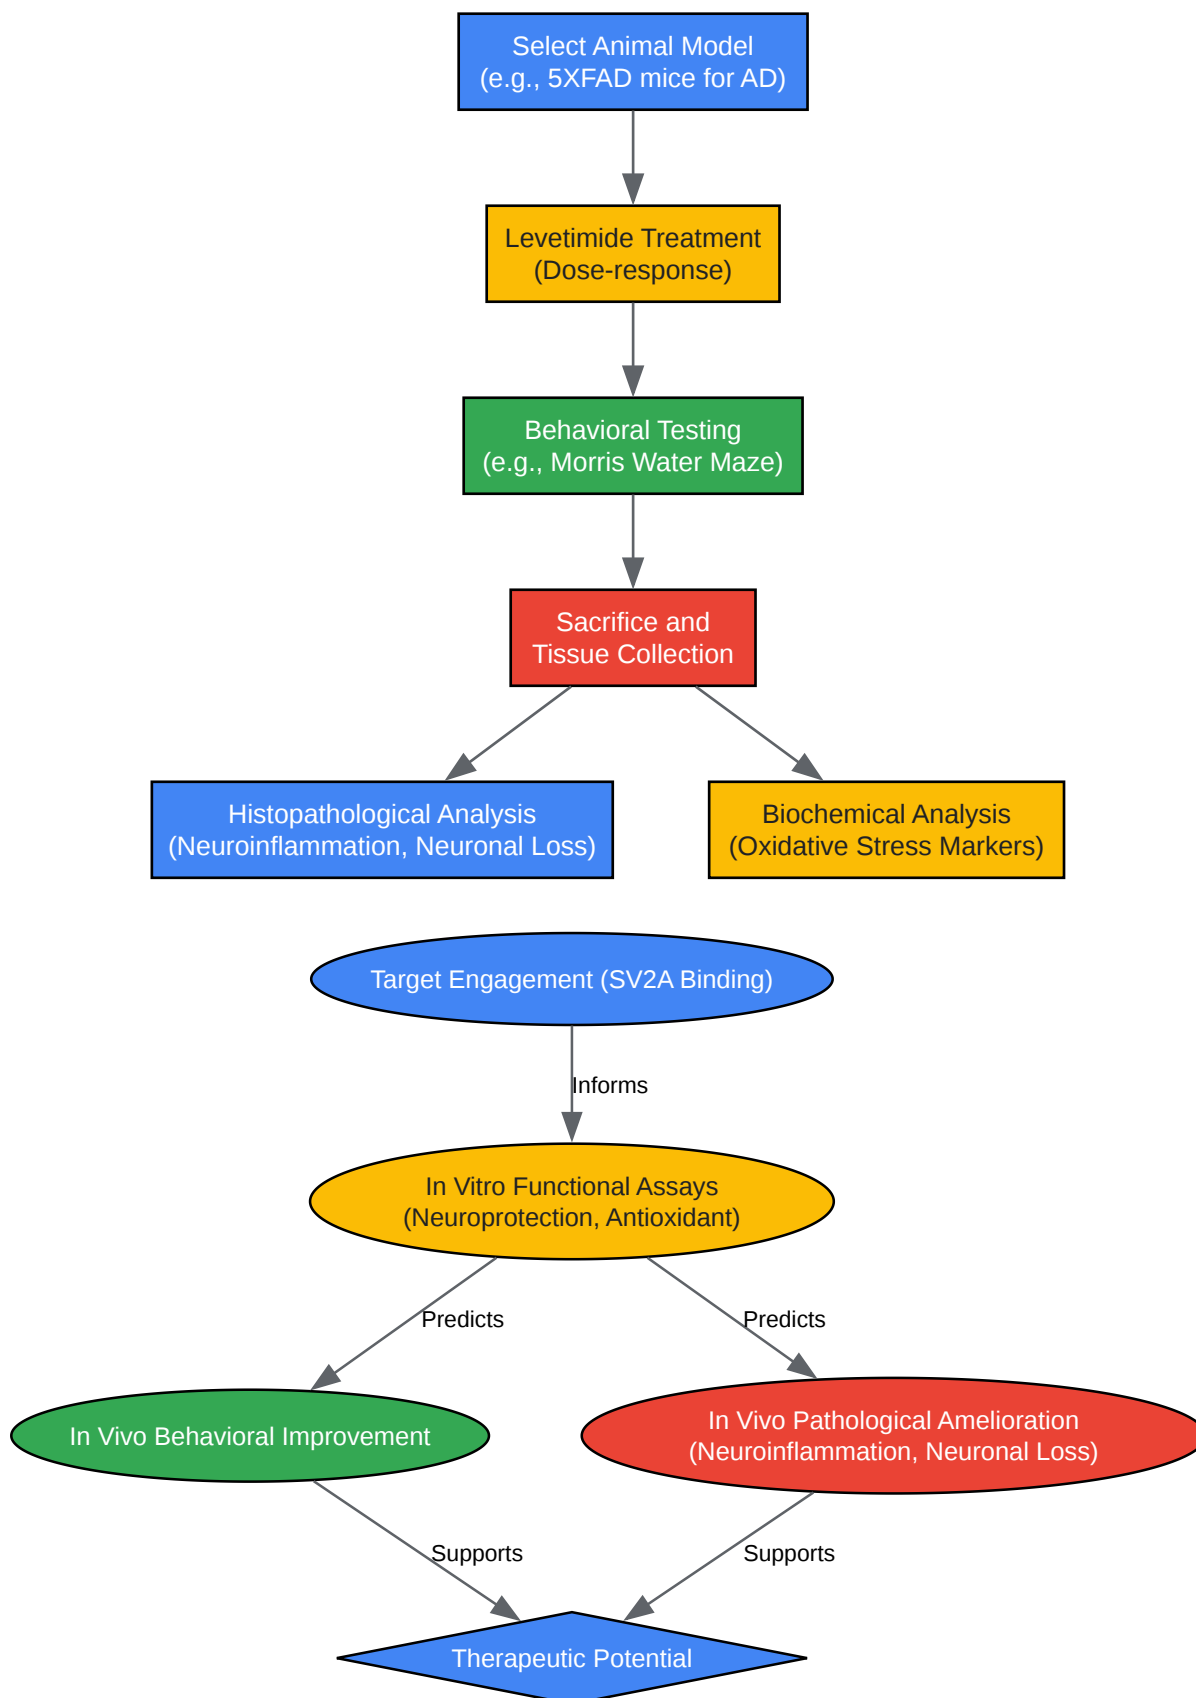 Select Animal Model
(e.g., 5XFAD mice for AD)
Levetimide Treatment
(Dose-response)
Behavioral Testing
(e.g., Morris Water Maze)
Sacrifice and
Tissue Collection
Histopathological Analysis
(Neuroinflammation, Neuronal Loss)
Biochemical Analysis
(Oxidative Stress Markers)
Target Engagement (SV2A Binding)
Informs
In Vitro Functional Assays
(Neuroprotection, Antioxidant)
Predicts
Predicts
In Vivo Behavioral Improvement
In Vivo Pathological Amelioration
(Neuroinflammation, Neuronal Loss)
Supports
Supports
Therapeutic Potential